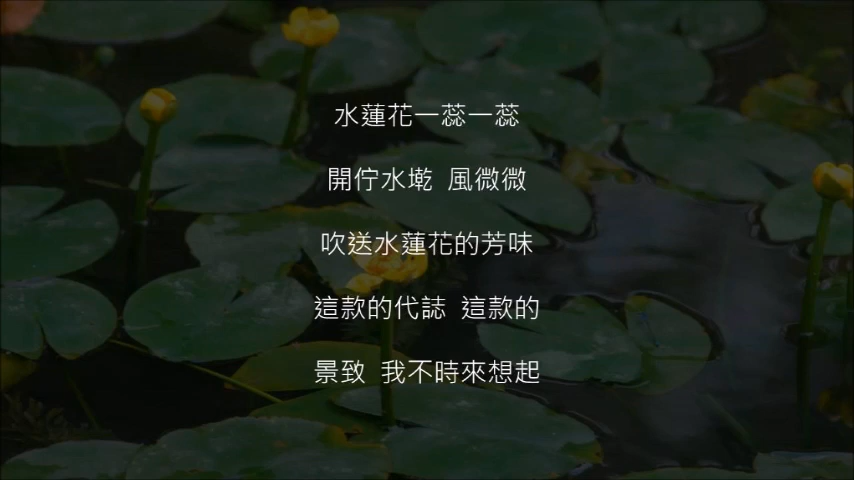 水蓮花一蕊一蕊
開佇水墘 風微微
吹送水蓮花的芳味
這款的代誌 這款的
景致 我不時來想起